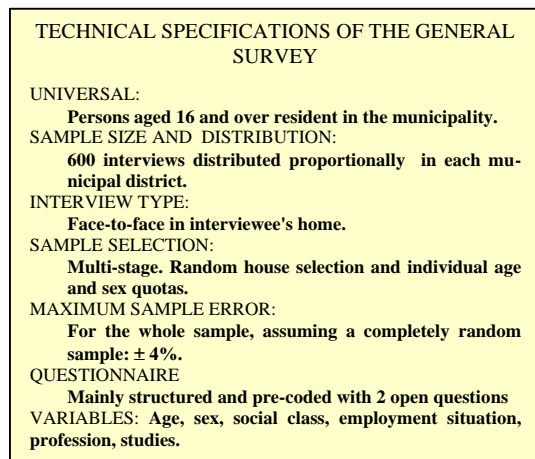 TECHNICAL SPECIFICATIONS OF THE GENERAL
SURVEY
UNIVERSAL:
Persons aged 16 and over resident in the municipality.
SAMPLE SIZE AND DISTRIBUTION:
600 interviews distributed proportionally in each mu-
nicipal district.
INTERVIEW TYPE:
Face-to-face in interviewee's home.
SAMPLE SELECTION:
Multi-stage. Random house selection and individual age
and sex quotas.
MAXIMUM SAMPLE ERROR:
For the whole sample, assuming a completely random
sample: ± 4%.
QUESTIONNAIRE
Mainly structured and pre-coded with 2 open questions
VARIABLES: Age, sex, social class, employment situation,
profession, studies.